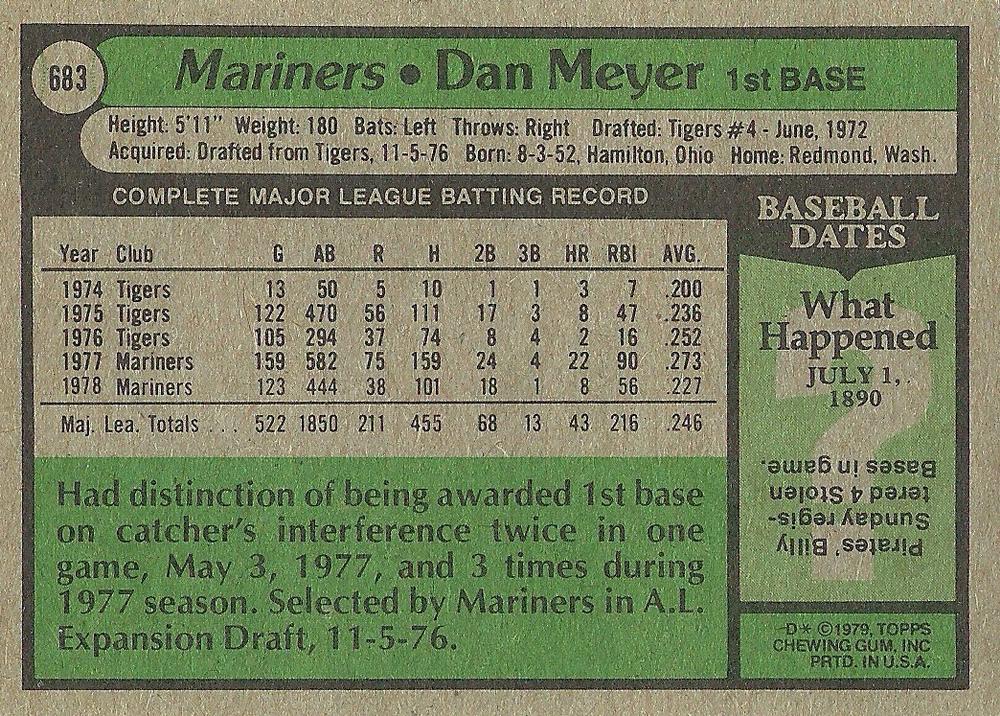 683
Mariners • Dan Meyer 1st BASE
Height: 5'11" Weight: 180 Bats: Left Throws: Right Drafted: Tigers #4 - June, 1972
Acquired: Drafted from Tigers, 11-5-76 Born: 8-3-52, Hamilton, Ohio Home: Redmond, Wash.
COMPLETE MAJOR LEAGUE BATTING RECORD
Year Club G AB R H 2B 3B HR RBI AVG.
1974 Tigers 13 50 5 10 1 1 3 7 .200
1975 Tigers 122 470 56 111 17 3 8 47 .236
1976 Tigers 105 294 37 74 8 4 2 16 .252
1977 Mariners 159 582 75 159 24 4 22 90 .273
1978 Mariners 123 444 38 101 18 1 8 56 .227
Maj. Lea. Totals . . . 522 1850 211 455 68 13 43 216 .246
Had distinction of being awarded 1st base
on catcher's interference twice in one
game, May 3, 1977, and 3 times during
1977 season. Selected by Mariners in A.L.
Expansion Draft, 11-5-76.
BASEBALL
DATES
What
Happened
JULY 1,
1890
?
Pirates' Billy
Sunday regis-
tered 4 Stolen
Bases in game.
D* ©1979, TOPPS
CHEWING GUM, INC
PRTD. IN U.S.A.